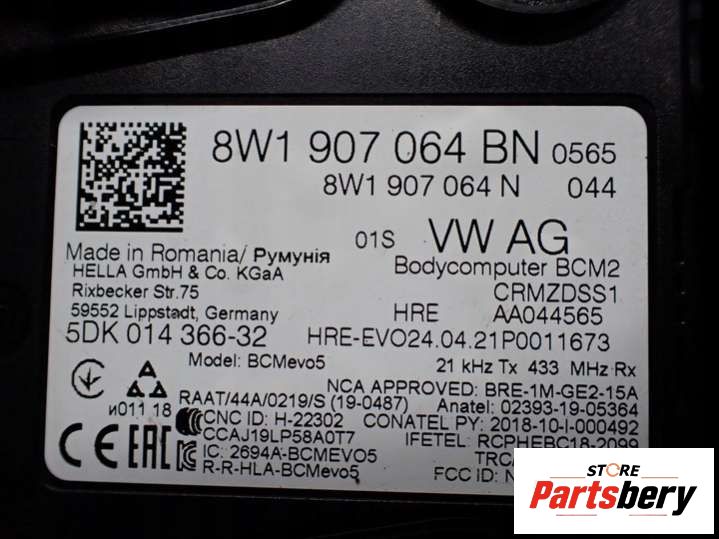 8W1 907 064 BN 0565
8W1 907 064 N 044
01S VW AG
Made in Romania/ Румунія
HELLA GmbH & Co. KGaA
Bodycomputer BCM2
Rixbecker Str.75
CRMZDSS1
59552 Lippstadt, Germany
HRE AA044565
5DK 014 366-32 HRE-EVO24.04.21P0011673
Model: BCMevo5 21 kHz Tx 433 MHz Rx
NCA APPROVED: BRE-1M-GE2-15A
RAAT/44A/0219/S (19-0487) Anatel: 02393-19-05364
и011.18
CNC ID: H-22302 CONATEL PY: 2018-10-I-000492
CCAJ19LP58A0T7 IFETEL: RCPHEBC18-2099
CE EAC
IC: 2694A-BCMEVO5
R-R-HLA-BCMevo5
FCC ID:
STORE
Partsbery